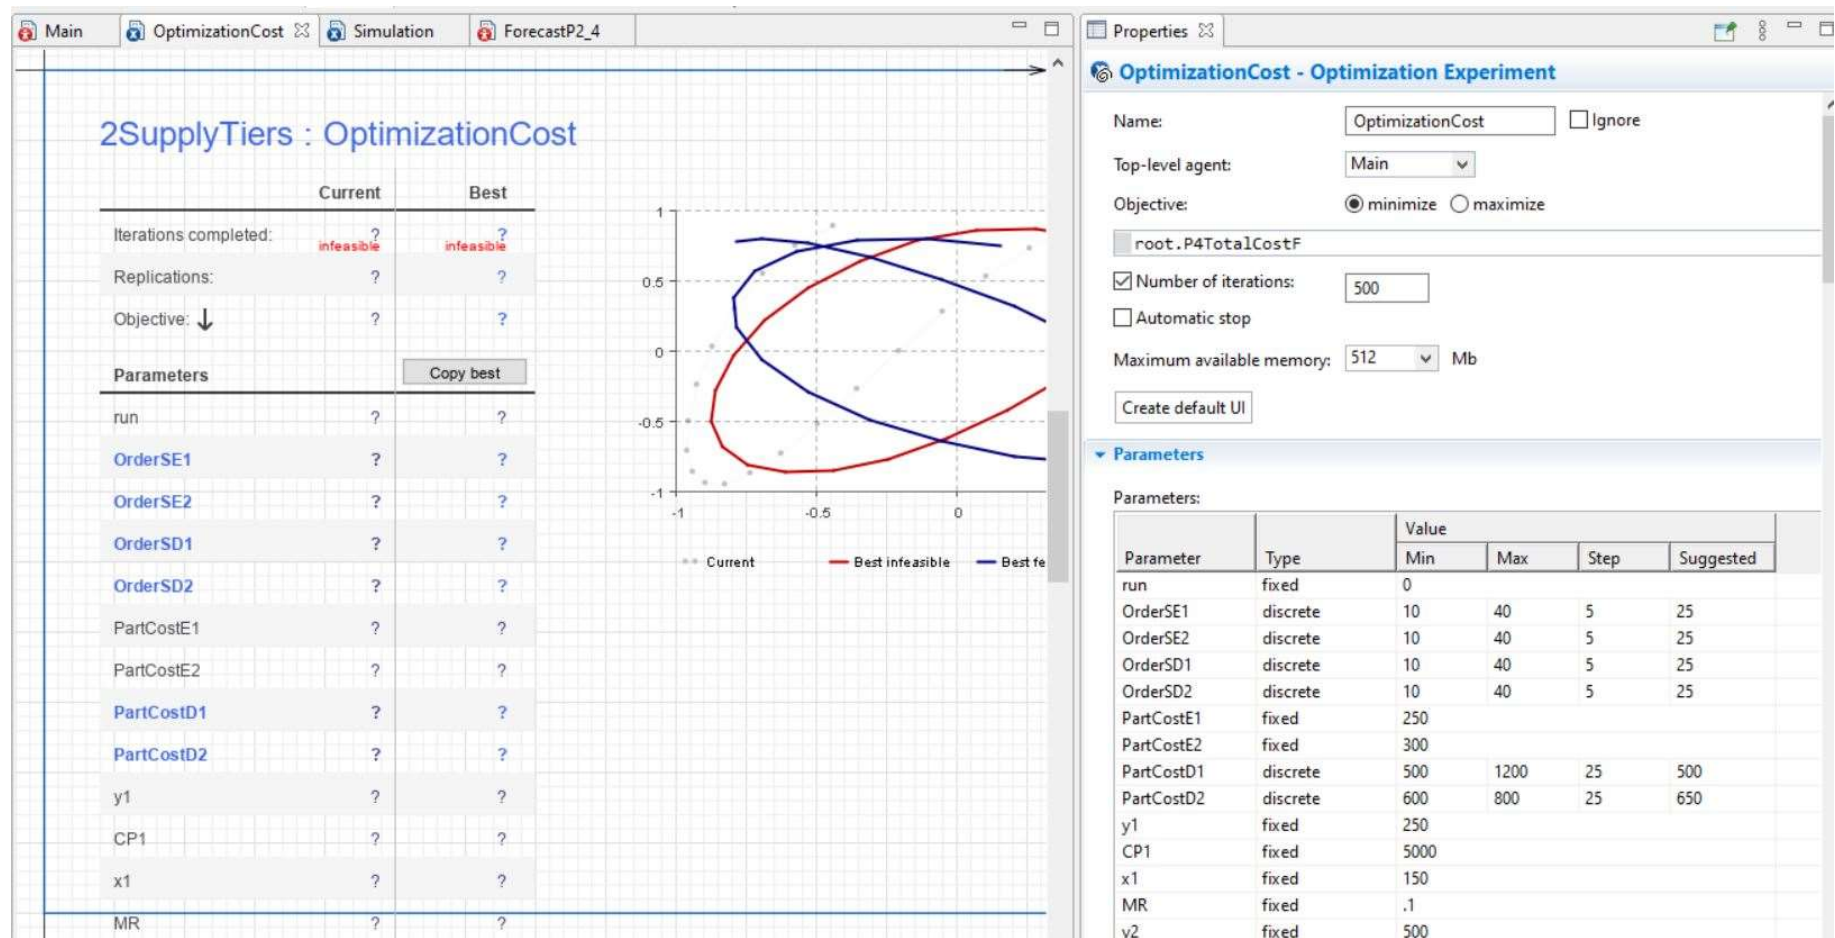 Main
OptimizationCost
Simulation
ForecastP2_4
2SupplyTiers : OptimizationCost
Current Best
Iterations completed: ? ?
infeasible infeasible
Replications: ? ?
Objective: ? ?
Parameters Copy best
run ? ?
OrderSE1 ? ?
OrderSE2 ? ?
OrderSD1 ? ?
OrderSD2 ? ?
PartCostE1 ? ?
PartCostE2 ? ?
PartCostD1 ? ?
PartCostD2 ? ?
y1 ? ?
CP1 ? ?
x1 ? ?
MR ? ?
1
0.5
0
-0.5
-1
-1 -0.5 0
Current Best infeasible Best fe
Properties
OptimizationCost - Optimization Experiment
Name: OptimizationCost Ignore
Top-level agent: Main
Objective: minimize maximize
root.P4TotalCostF
Number of iterations: 500
Automatic stop
Maximum available memory: 512 Mb
Create default UI
Parameters
Parameters:
Value
Parameter Type Min Max Step Suggested
run fixed 0
OrderSE1 discrete 10 40 5 25
OrderSE2 discrete 10 40 5 25
OrderSD1 discrete 10 40 5 25
OrderSD2 discrete 10 40 5 25
PartCostE1 fixed 250
PartCostE2 fixed 300
PartCostD1 discrete 500 1200 25 500
PartCostD2 discrete 600 800 25 650
y1 fixed 250
CP1 fixed 5000
x1 fixed 150
MR fixed .1
y2 fixed 500